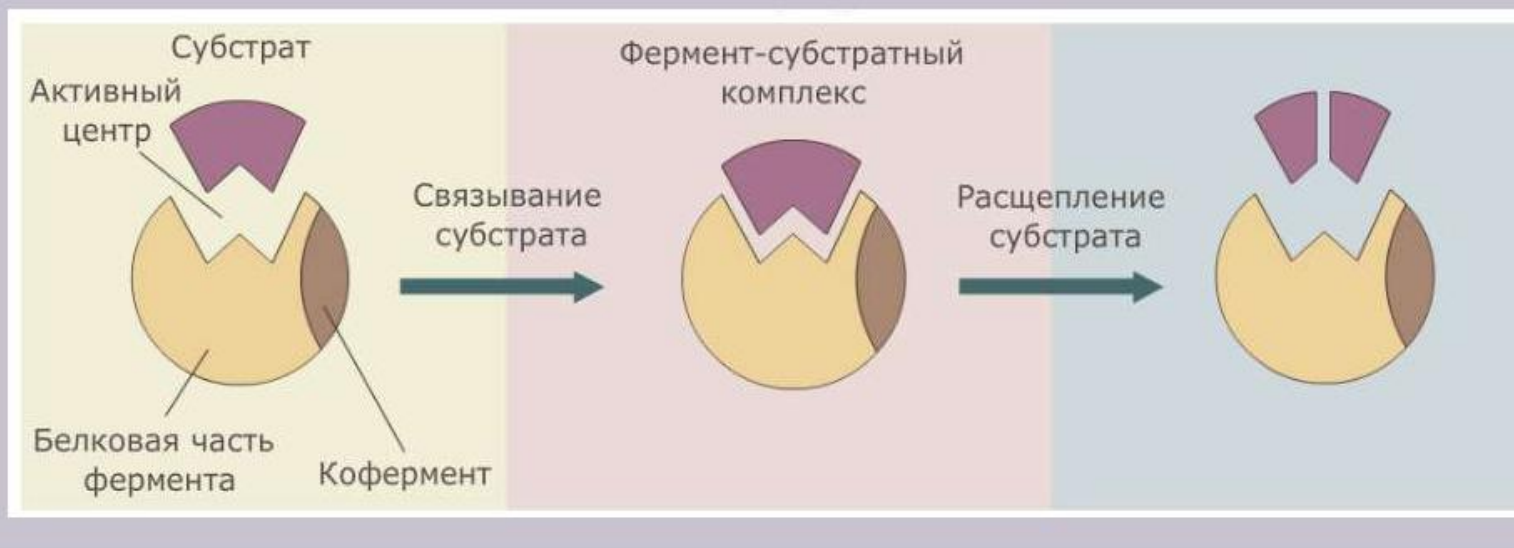 Субстрат
Активный
центр
Белковая часть
фермента
Кофермент
Связывание
субстрата
Фермент-субстратный
комплекс
Расщепление
субстрата